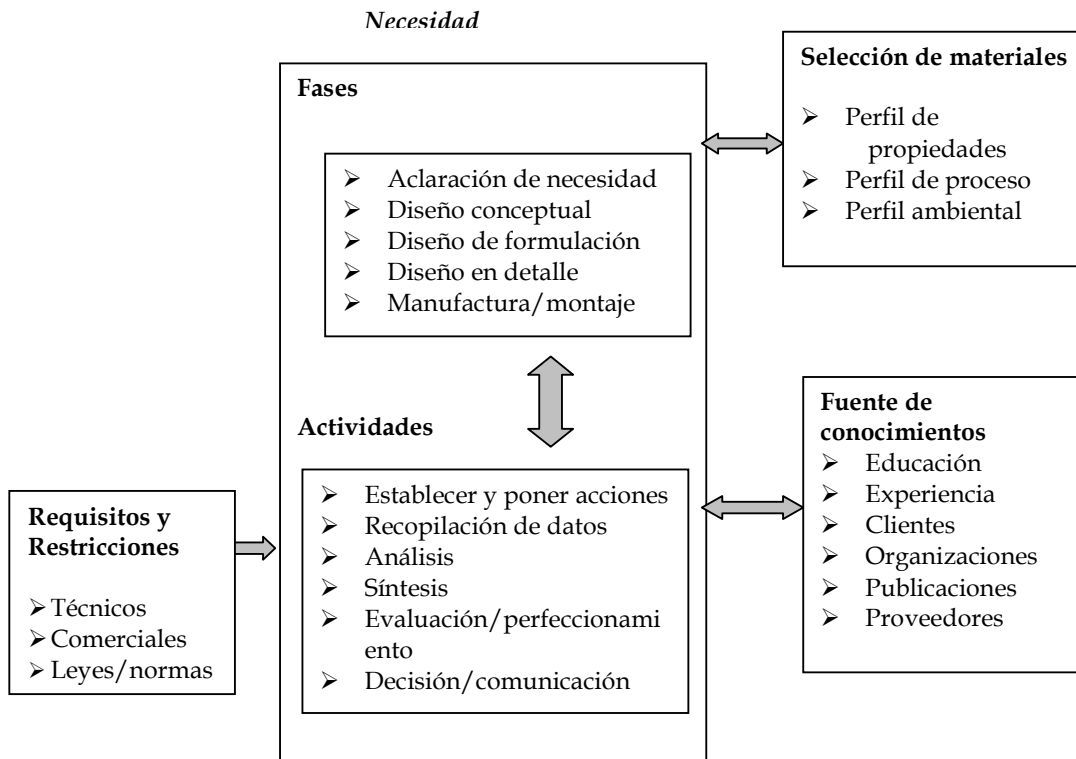 Necesidad
Fases
➢ Aclaración de necesidad
➢ Diseño conceptual
➢ Diseño de formulación
➢ Diseño en detalle
➢ Manufactura/montaje
Actividades
➢ Establecer y poner acciones
➢ Recopilación de datos
➢ Análisis
➢ Síntesis
➢ Evaluación/perfeccionami
ento
➢ Decisión/comunicación
Requisitos y
Restricciones
➢ Técnicos
➢ Comerciales
➢ Leyes/normas
Selección de materiales
➢ Perfil de
propiedades
➢ Perfil de proceso
➢ Perfil ambiental
Fuente de
conocimientos
➢ Educación
➢ Experiencia
➢ Clientes
➢ Organizaciones
➢ Publicaciones
➢ Proveedores